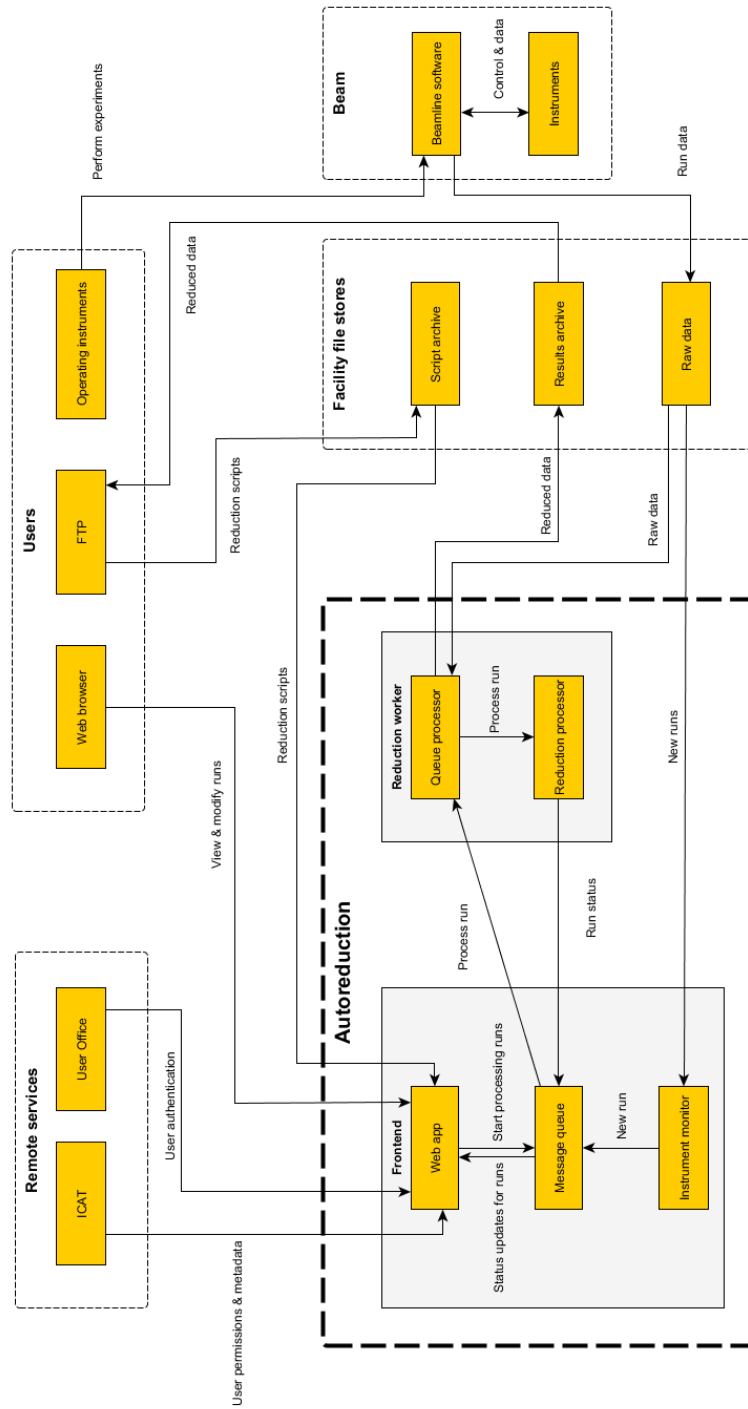 Remote services
ICAT
User Office
User permissions & metadata
User authentication
Users
Web browser
FTP
Operating instruments
View & modify runs
Reduction scripts
Reduction scripts
Reduced data
Perform experiments
Autoreduction
Frontend
Web app
Status updates for runs
Start processing runs
Message queue
New run
Instrument monitor
Process run
Run status
New runs
Reduction worker
Queue processor
Process run
Reduction processor
Reduced data
Raw data
Facility file stores
Script archive
Results archive
Raw data
Beam
Beamline software
Control & data
Instruments
Run data